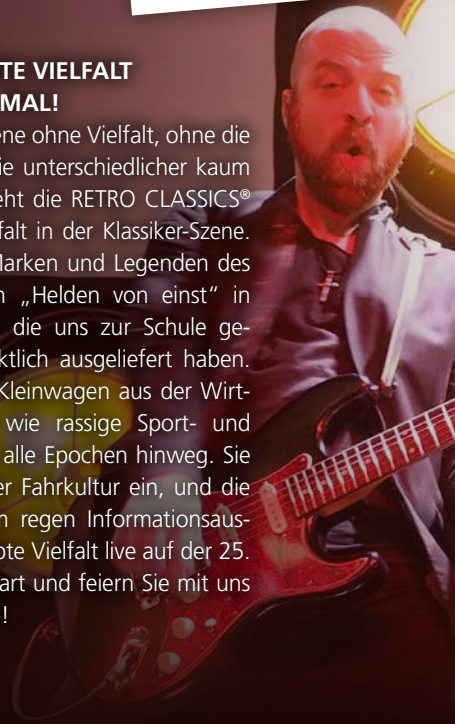 TE VIELFALT
MAL!
ne ohne Vielfalt, ohne die
ie unterschiedlicher kaum
eht die RETRO CLASSICS®
falt in der Klassiker-Szene.
Marken und Legenden des
n „Helden von einst“ in
die uns zur Schule ge-
ktlich ausgeliefert haben.
Kleinwagen aus der Wirt-
wie rassige Sport- und
alle Epochen hinweg. Sie
er Fahrkultur ein, und die
m regen Informationsaus-
bte Vielfalt live auf der 25.
art und feiern Sie mit uns
!